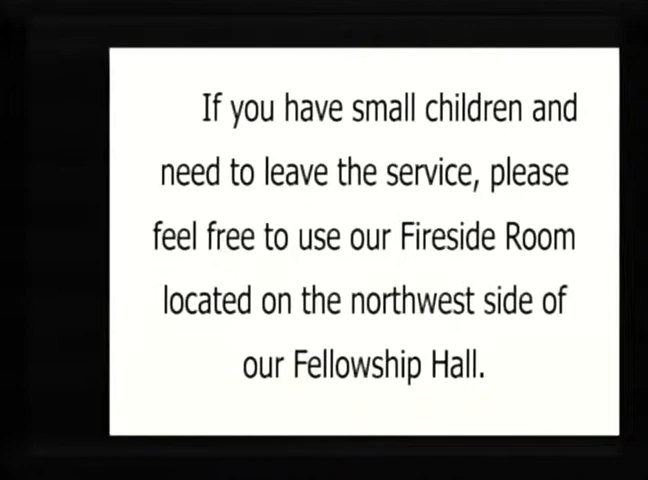 If you have small children and
need to leave the service, please
feel free to use our Fireside Room
located on the northwest side of
our Fellowship Hall.